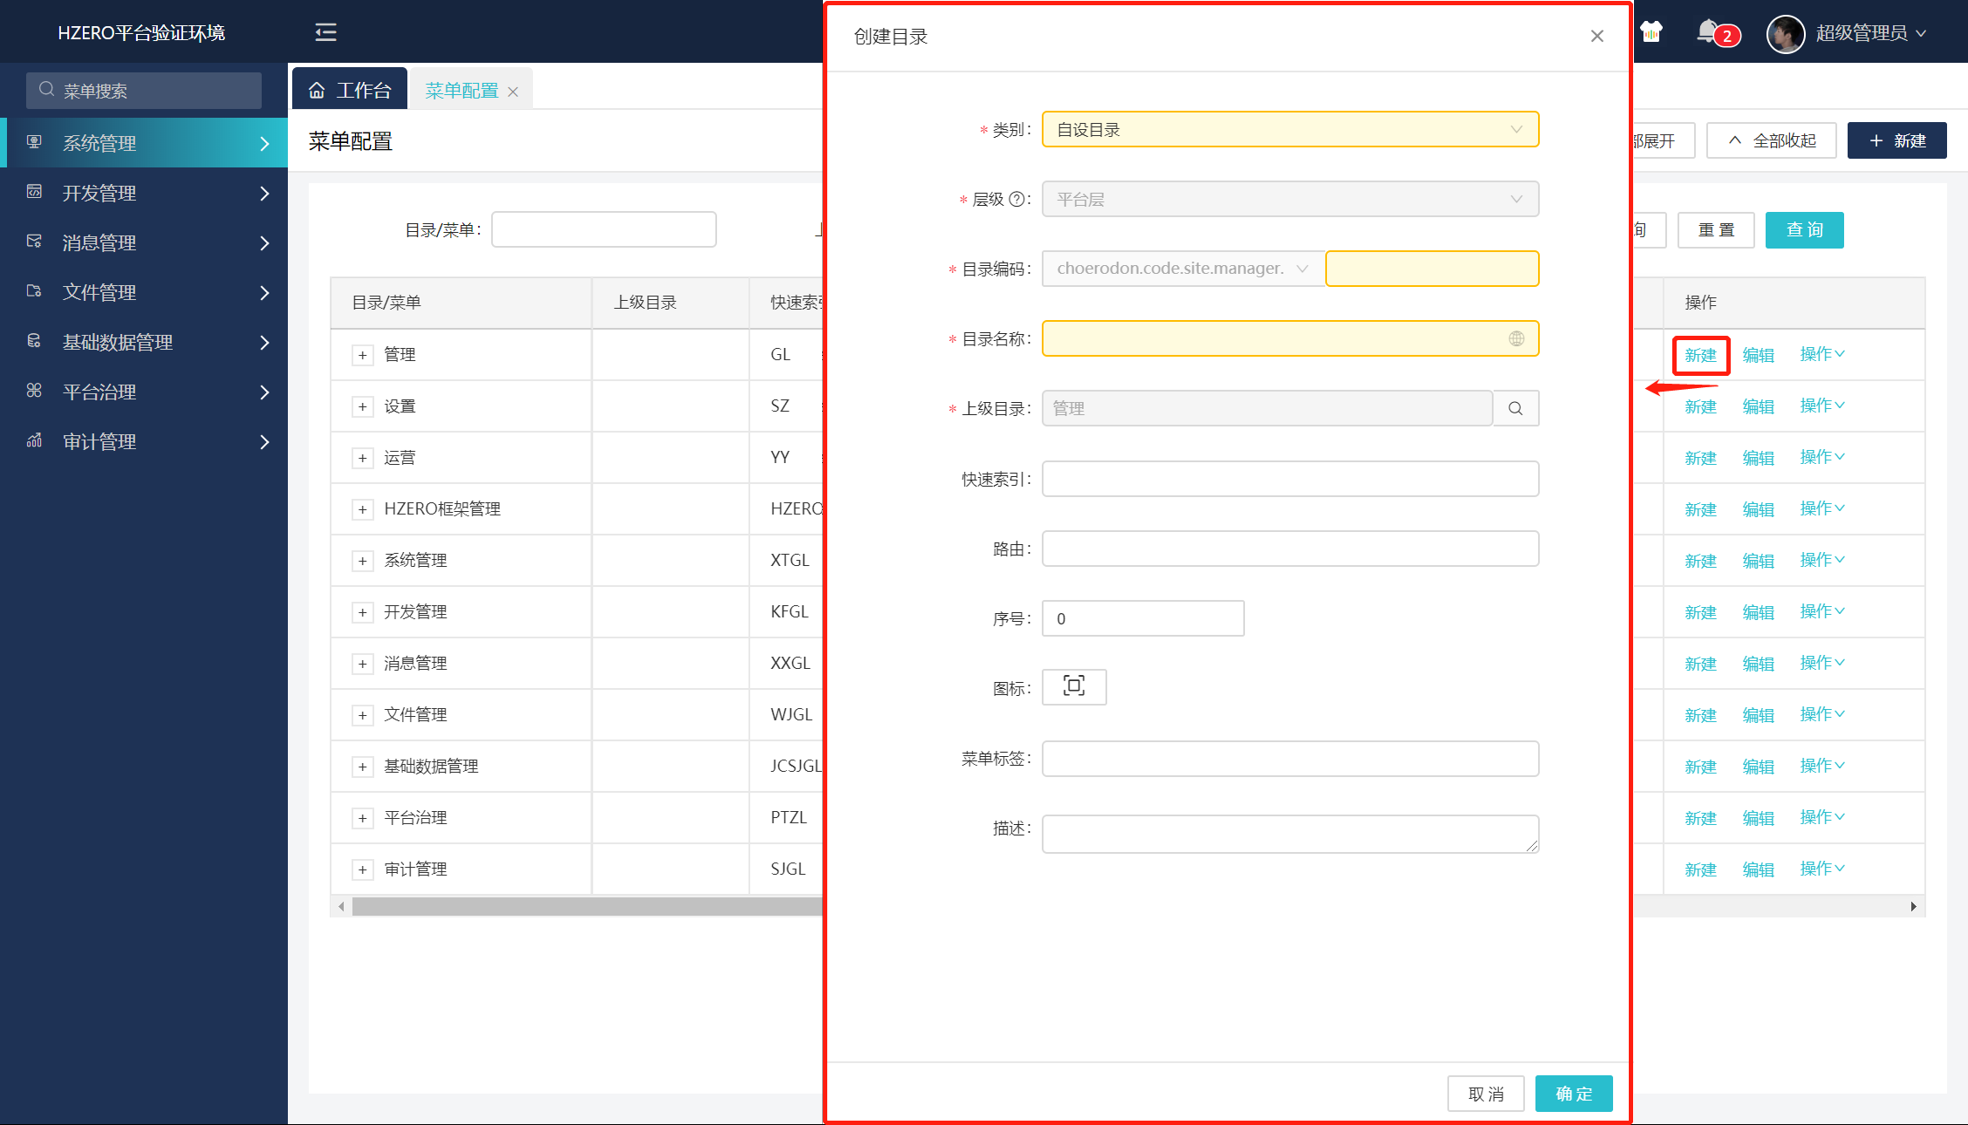 HZERO平台验证环境
2
超级管理员
菜单搜索
系统管理
开发管理
消息管理
文件管理
基础数据管理
平台治理
审计管理
工作台
菜单配置
菜单配置
部展开
全部收起
新建
目录/菜单：
上
询
重置
查询
目录/菜单 上级目录 快速索引 操作
管理 GL 新建 编辑 操作
设置 SZ 新建 编辑 操作
运营 YY 新建 编辑 操作
HZERO框架管理 HZERO 新建 编辑 操作
系统管理 XTGL 新建 编辑 操作
开发管理 KFGL 新建 编辑 操作
消息管理 XXGL 新建 编辑 操作
文件管理 WJGL 新建 编辑 操作
基础数据管理 JCSJGL 新建 编辑 操作
平台治理 PTZL 新建 编辑 操作
审计管理 SJGL 新建 编辑 操作
创建目录
* 类别： 自设目录
* 层级： 平台层
* 目录编码： choerodon.code.site.manager.
* 目录名称：
* 上级目录： 管理
快速索引：
路由：
序号： 0
图标：
菜单标签：
描述：
取消
确定